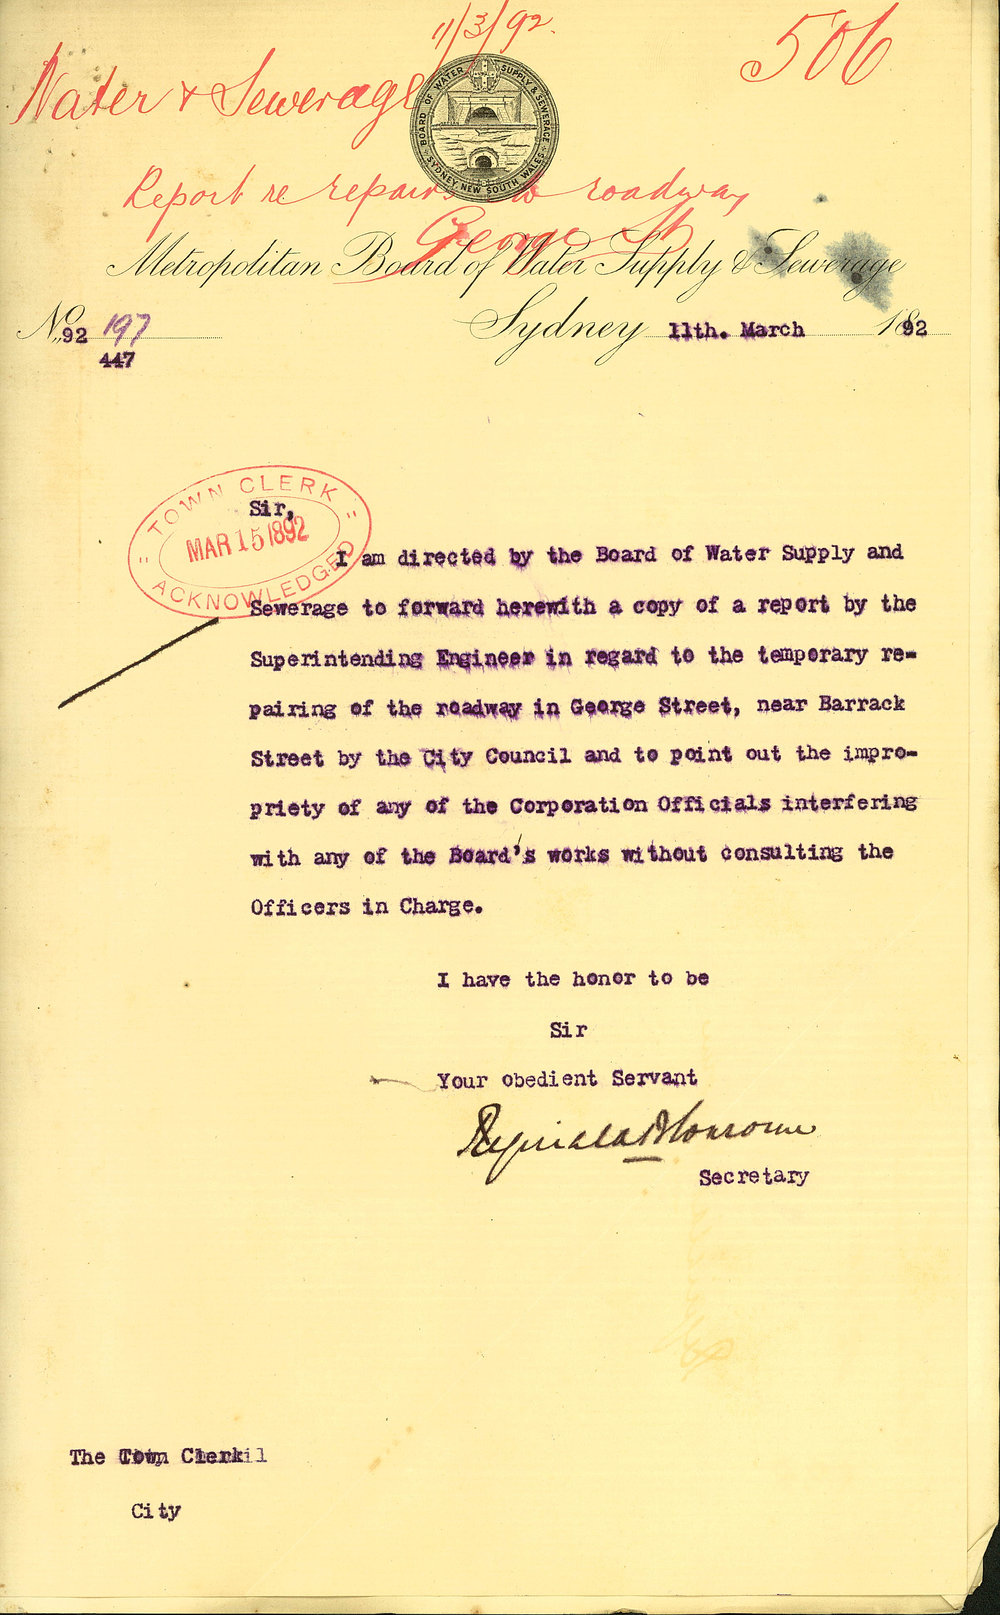 11/3/92.
506
Water & Sewerage
BOARD OF WATER SUPPLY & SEWERAGE
SYDNEY NEW SOUTH WALES
Report re repairs to roadway
George St
Metropolitan Board of Water Supply & Sewerage
No. 92 197
447
Sydney 11th. March 1892
TOWN CLERK
MAR 15 1892
ACKNOWLEDGED
Sir,
I am directed by the Board of Water Supply and
Sewerage to forward herewith a copy of a report by the
Superintending Engineer in regard to the temporary re-
pairing of the roadway in George Street, near Barrack
Street by the City Council and to point out the impro-
priety of any of the Corporation Officials interfering
with any of the Board's works without consulting the
Officers in Charge.
I have the honor to be
Sir
Your obedient Servant
Reginald
Secretary
The Town Clerk
City